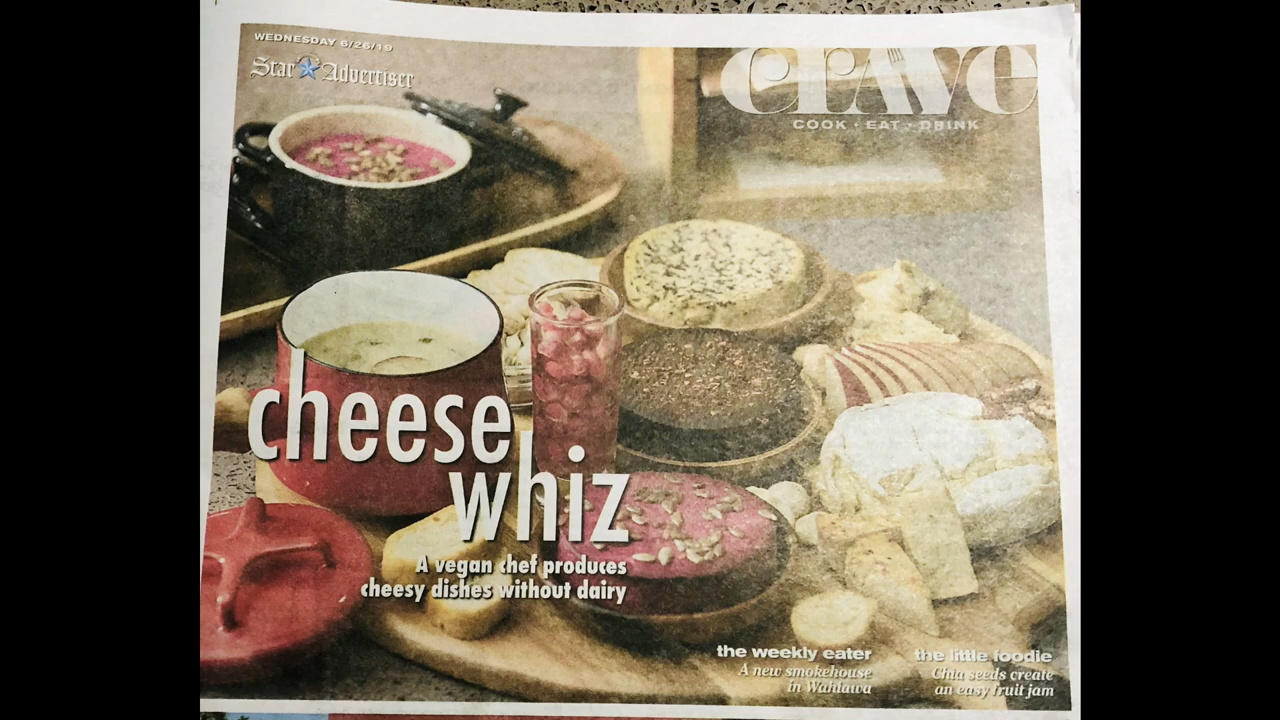 WEDNESDAY 6/26/19
Star Advertiser
crave
COOK · EAT · DRINK
cheese
whiz
A vegan chef produces
cheesy dishes without dairy
the weekly eater
A new smokehouse
in Wahiawa
the little foodie
Chia seeds create
an easy fruit jam